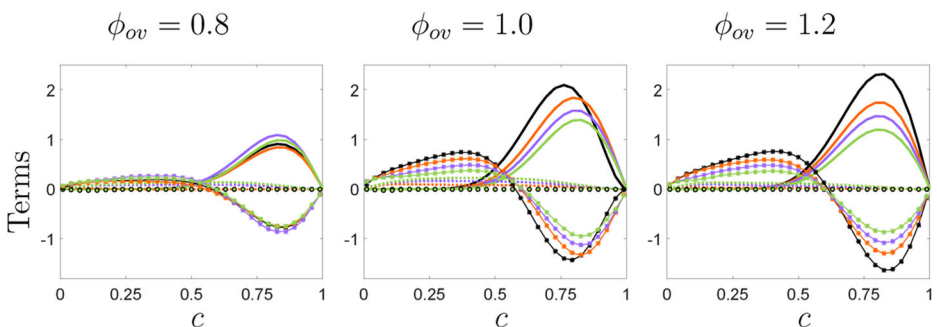 ϕ_ov = 0.8 ϕ_ov = 1.0 ϕ_ov = 1.2
Terms
2 2 2
1 1 1
0 0 0
-1 -1 -1
0 0.25 0.5 0.75 1 0 0.25 0.5 0.75 1 0 0.25 0.5 0.75 1
c c c